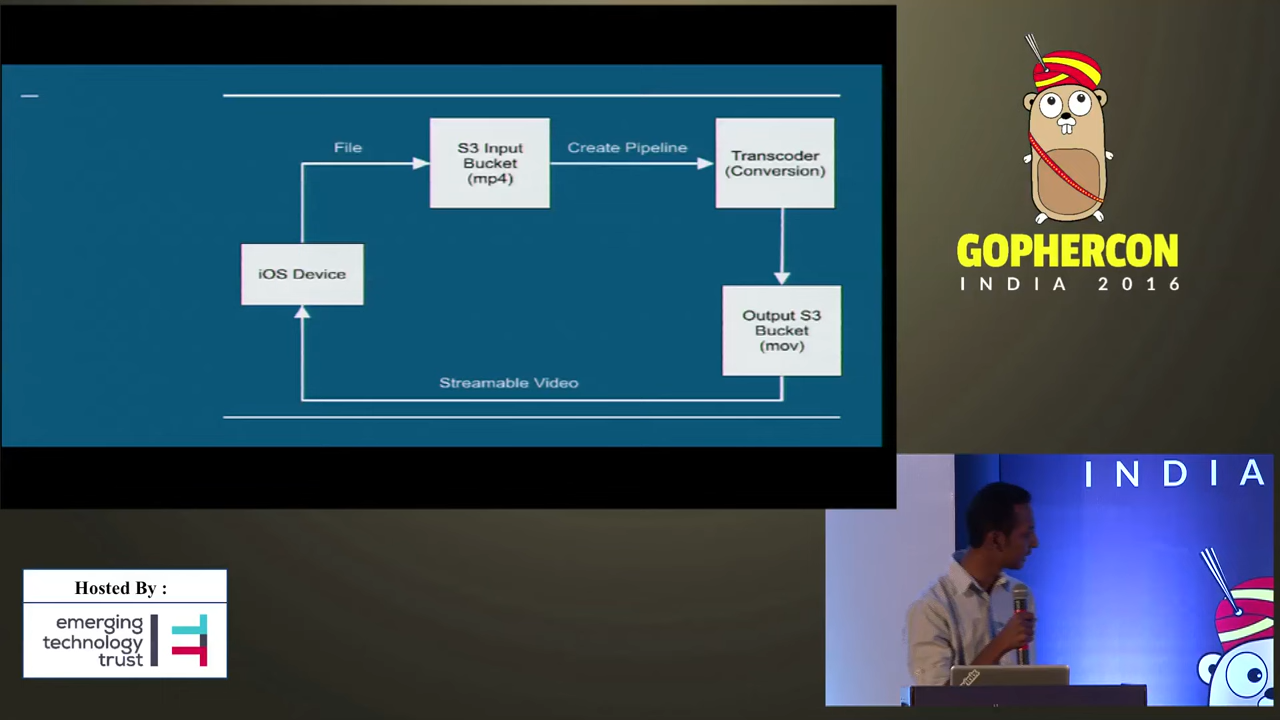 File
S3 Input
Bucket
(mp4)
Create Pipeline
Transcoder
(Conversion)
iOS Device
Output S3
Bucket
(mov)
Streamable Video
GOPHERCON
INDIA 2016
INDIA
Hosted By :
emerging
technology
trust